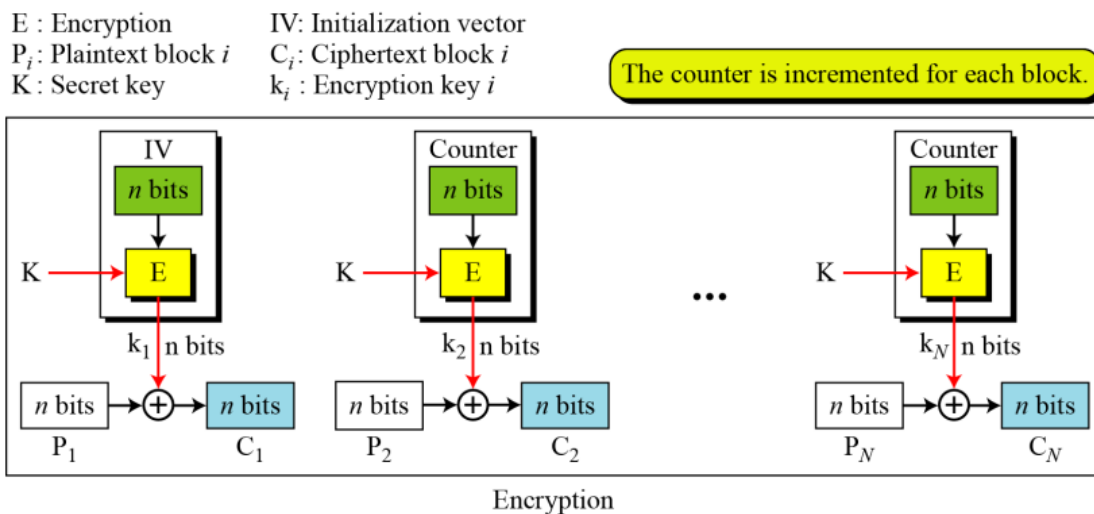 E : Encryption IV: Initialization vector
Pi: Plaintext block i Ci: Ciphertext block i
K : Secret key ki : Encryption key i
The counter is incremented for each block.
IV Counter Counter
n bits n bits n bits
K E K E ... K E
k1 n bits k2 n bits kN n bits
n bits + n bits n bits + n bits n bits + n bits
P1 C1 P2 C2 PN CN
Encryption